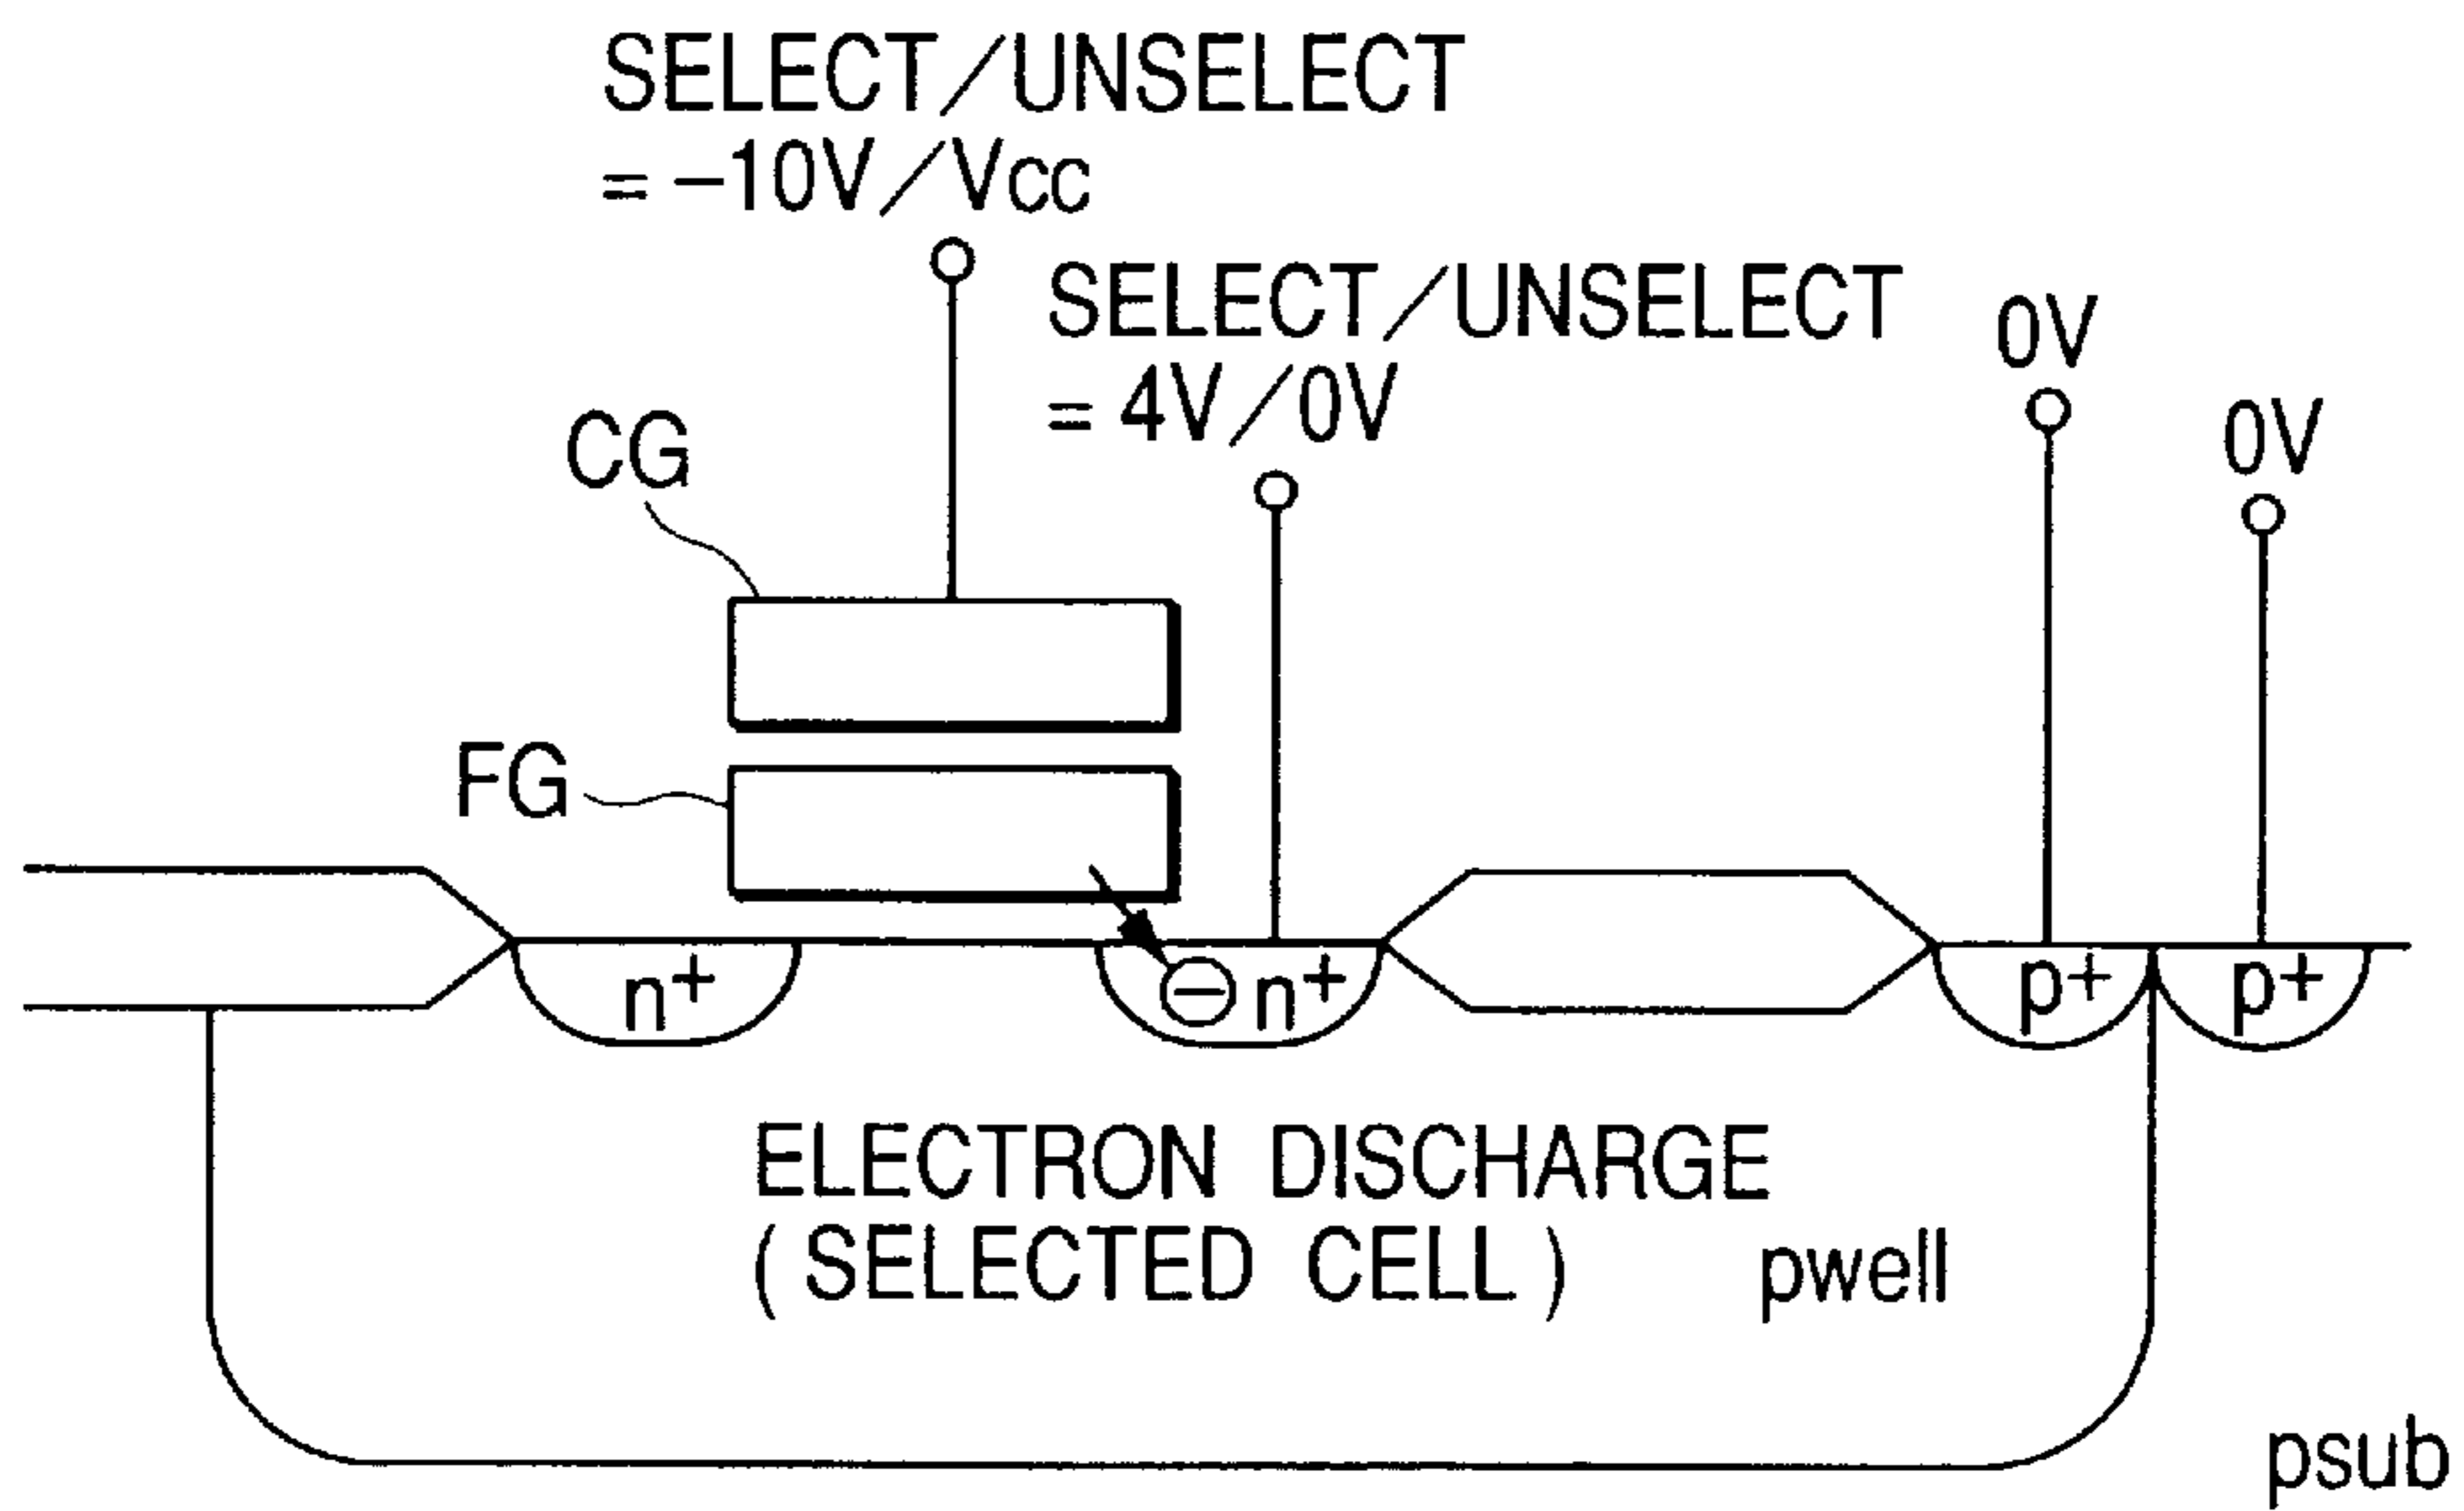 SELECT/UNSELECT
= −10V/Vcc
SELECT/UNSELECT
= 4V/0V
0V
0V
CG
FG
n+
⊖ n+
p+
p+
ELECTRON DISCHARGE
(SELECTED CELL)
pwell
psub